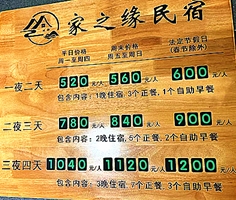 家之缘民宿
平日价格 周末价格 法定节假日
周一至周四 周五至周日 (春节除外)
一夜二天 520元/人 560元/人 600元/人
包含内容:1晚住宿,3个正餐,1个自助早餐
二夜三天 780元/人 840元/人 900元/人
包含内容:2晚住宿,5个正餐,2个自助早餐
三夜四天 1040元/人 1120元/人 1200元/人
包含内容:3晚住宿,7个正餐,3个自助早餐